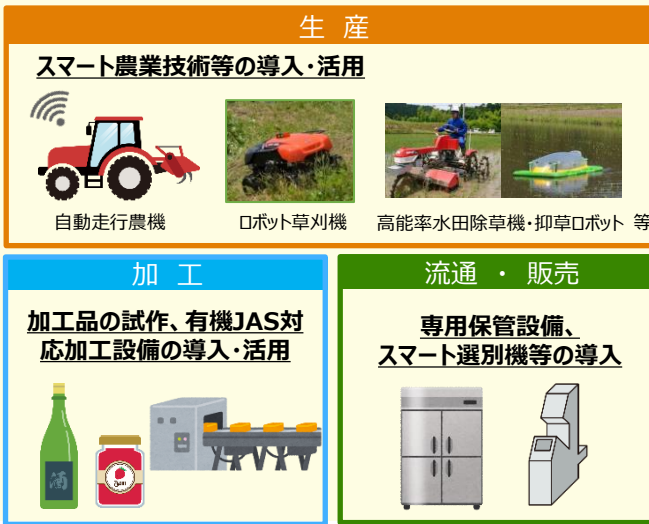 生 産
スマート農業技術等の導入・活用
自動走行農機
ロボット草刈機
高能率水田除草機・抑草ロボット 等
加 工
加工品の試作、有機JAS対
応加工設備の導入・活用
酒
Jam
流通 ・ 販売
専用保管設備、
スマート選別機等の導入